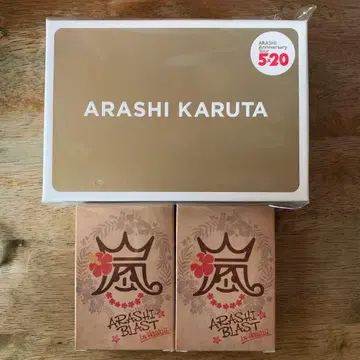 ARASHI
Anniversary
Tour
5×20
ARASHI KARUTA
嵐
ARASHI
BLAST
in Hawaii
嵐
ARASHI
BLAST
in Hawaii